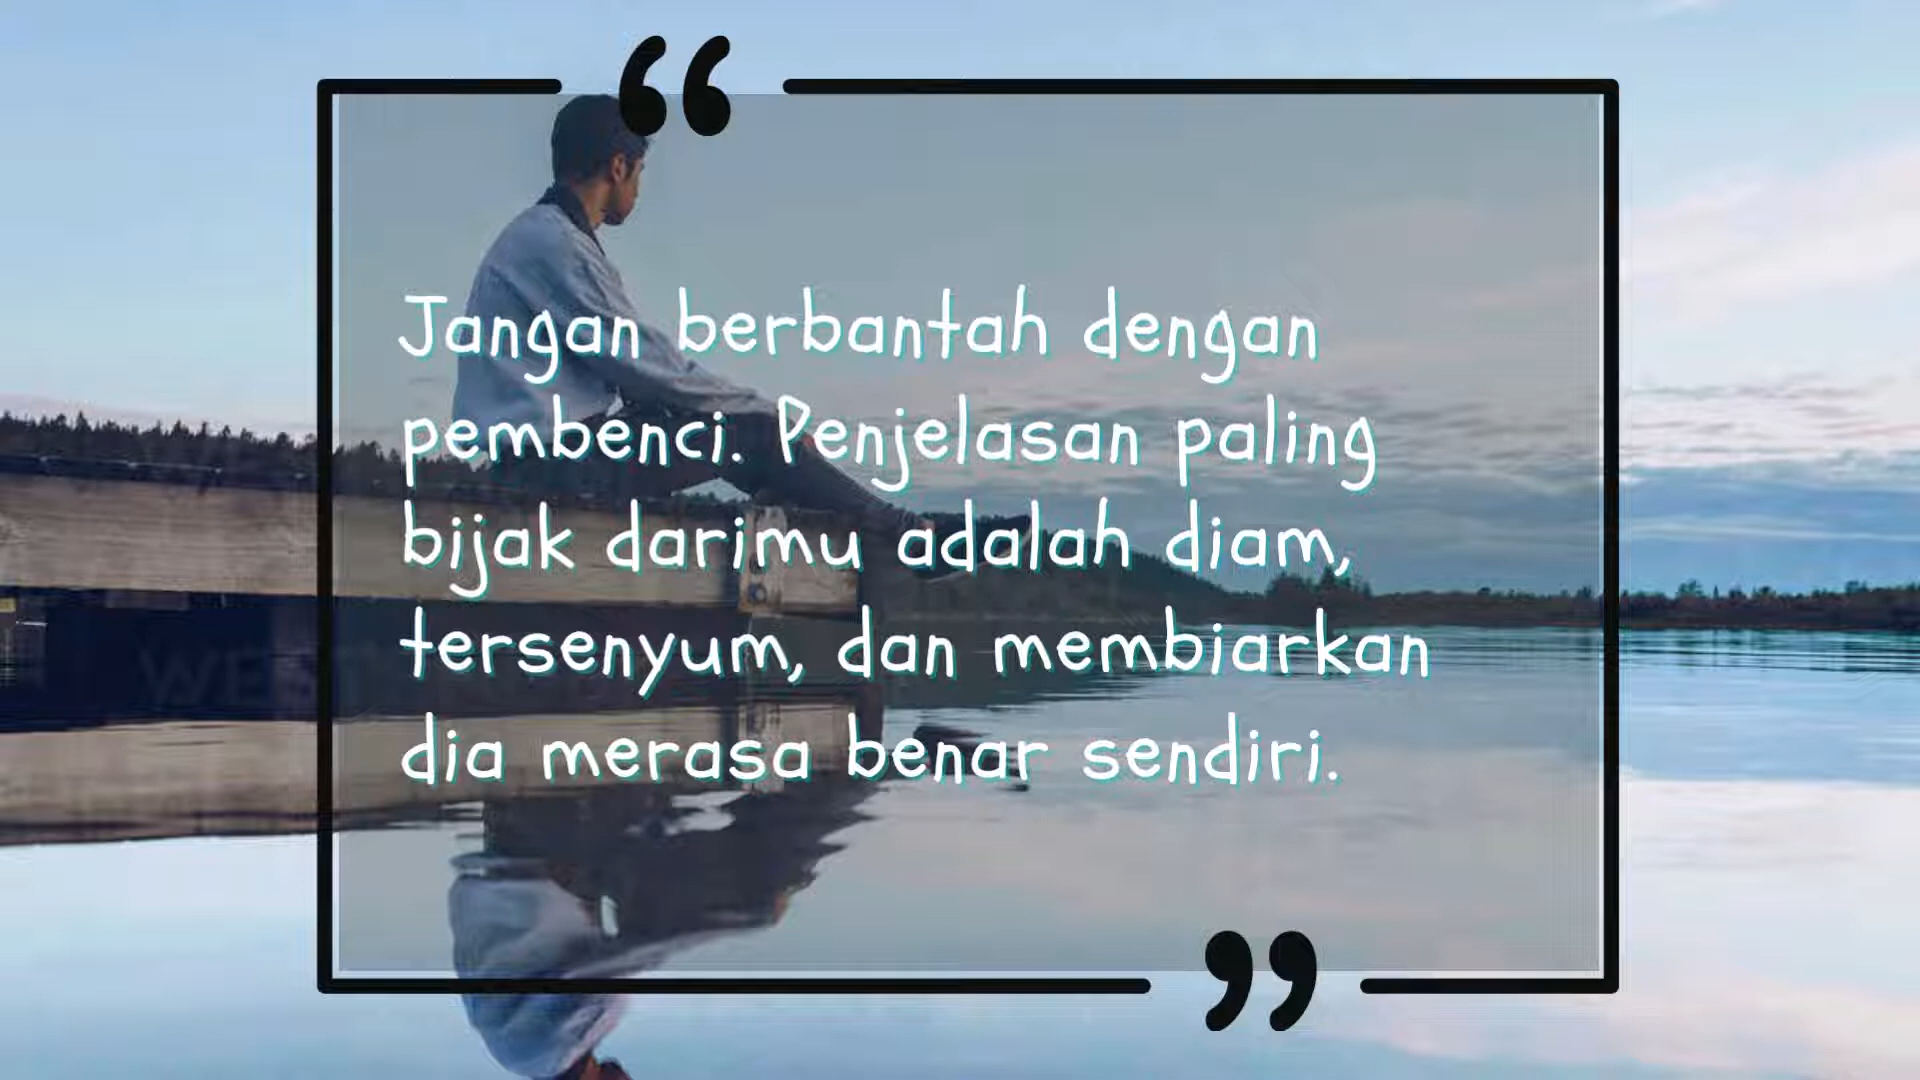 Jangan berbantah dengan
pembenci. Penjelasan paling
bijak darimu adalah diam,
tersenyum, dan membiarkan
dia merasa benar sendiri.